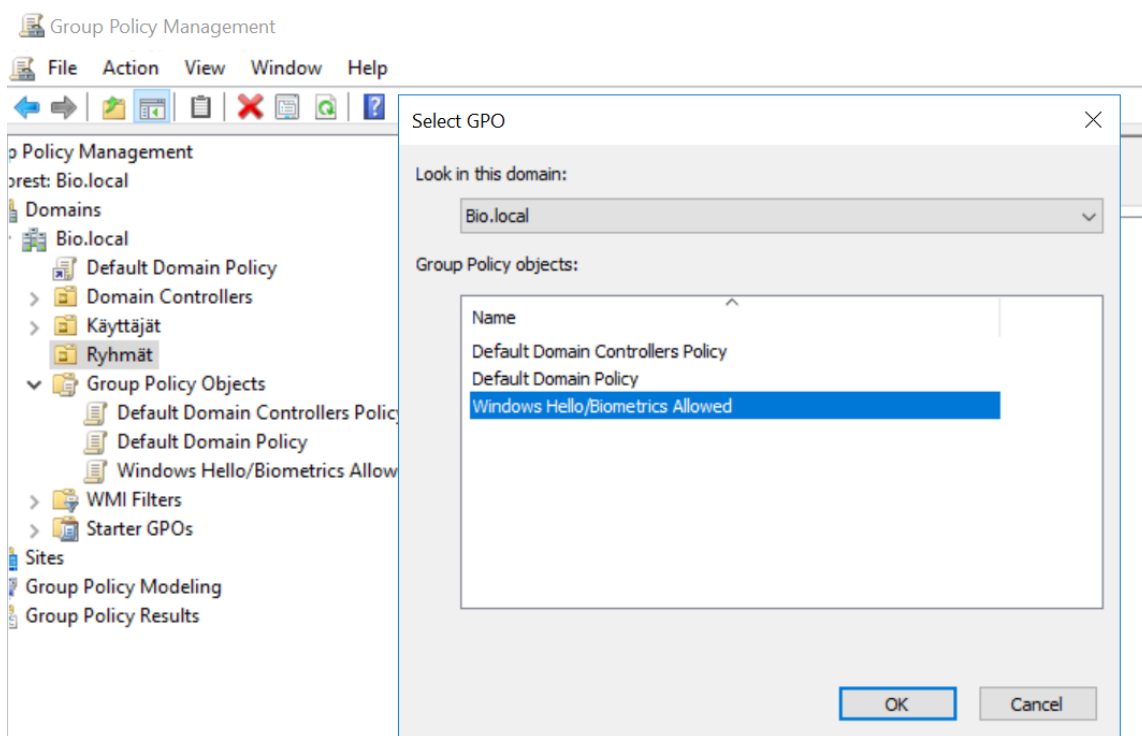 Group Policy Management
File Action View Window Help
Select GPO
p Policy Management
orest: Bio.local
Domains
Bio.local
Default Domain Policy
Domain Controllers
Käyttäjät
Ryhmät
Group Policy Objects
Default Domain Controllers Policy
Default Domain Policy
Windows Hello/Biometrics Allow
WMI Filters
Starter GPOs
Sites
Group Policy Modeling
Group Policy Results
Look in this domain:
Bio.local
Group Policy objects:
Name
Default Domain Controllers Policy
Default Domain Policy
Windows Hello/Biometrics Allowed
OK Cancel